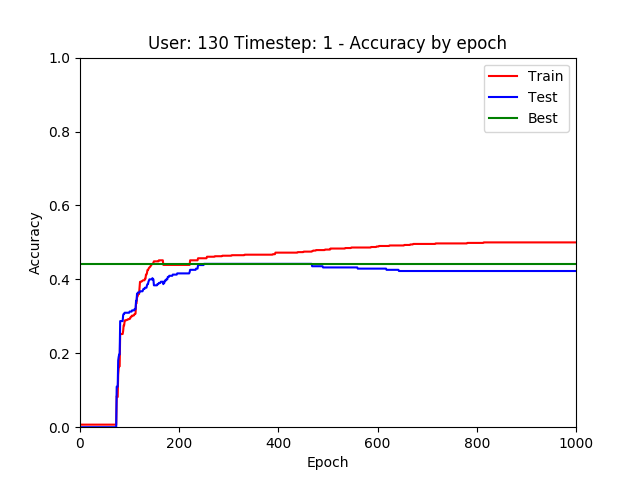 User: 130 Timestep: 1 - Accuracy by epoch
1.0
0.8
0.6
0.4
0.2
0.0
Accuracy
Train
Test
Best
0 200 400 600 800 1000
Epoch